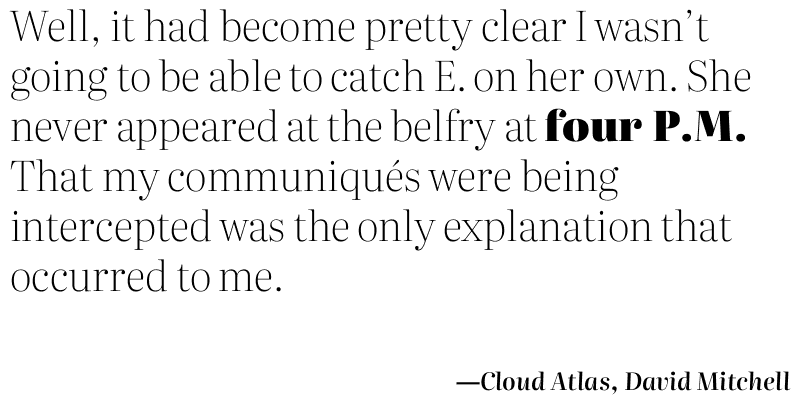 Well, it had become pretty clear I wasn’t
going to be able to catch E. on her own. She
never appeared at the belfry at four P.M.
That my communiqués were being
intercepted was the only explanation that
occurred to me.
—Cloud Atlas, David Mitchell